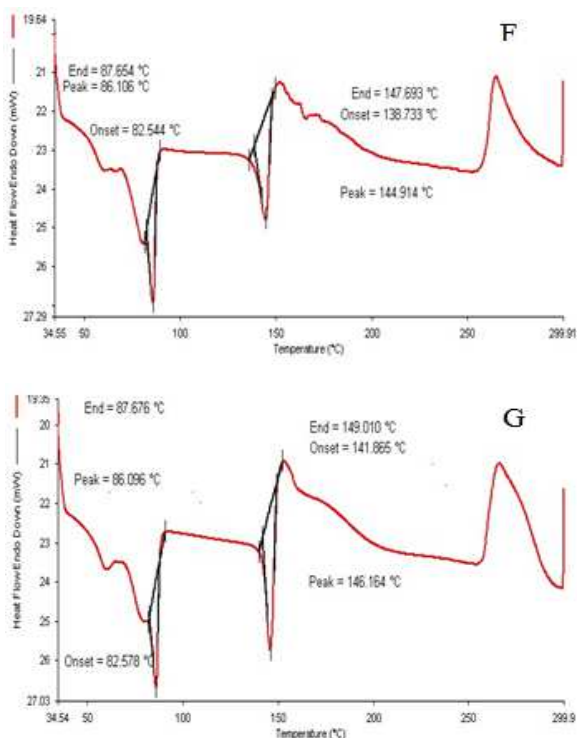 19.54
F
End = 87.654 °C
Peak = 86.106 °C
End = 147.693 °C
Onset = 138.733 °C
Onset = 82.544 °C
Peak = 144.914 °C
Heat Flow Endo Down (mW)
21
22
23
24
25
26
27.29
34.55 50 100 150 200 250 299.91
Temperature (°C)
G
20
End = 87.676 °C
End = 149.010 °C
Onset = 141.865 °C
Peak = 86.096 °C
Peak = 146.164 °C
Onset = 82.578 °C
Heat Flow Endo Down (mW)
21
22
23
24
25
26
27.03
34.54 50 100 150 200 250 299.9
Temperature (°C)